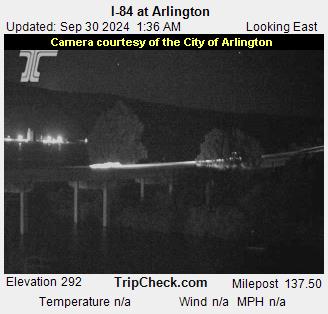 I-84 at Arlington
Updated: Sep 30 2024 1:36 AM Looking East
Camera courtesy of the City of Arlington
Elevation 292 TripCheck.com Milepost 137.50
Temperature n/a Wind n/a MPH n/a